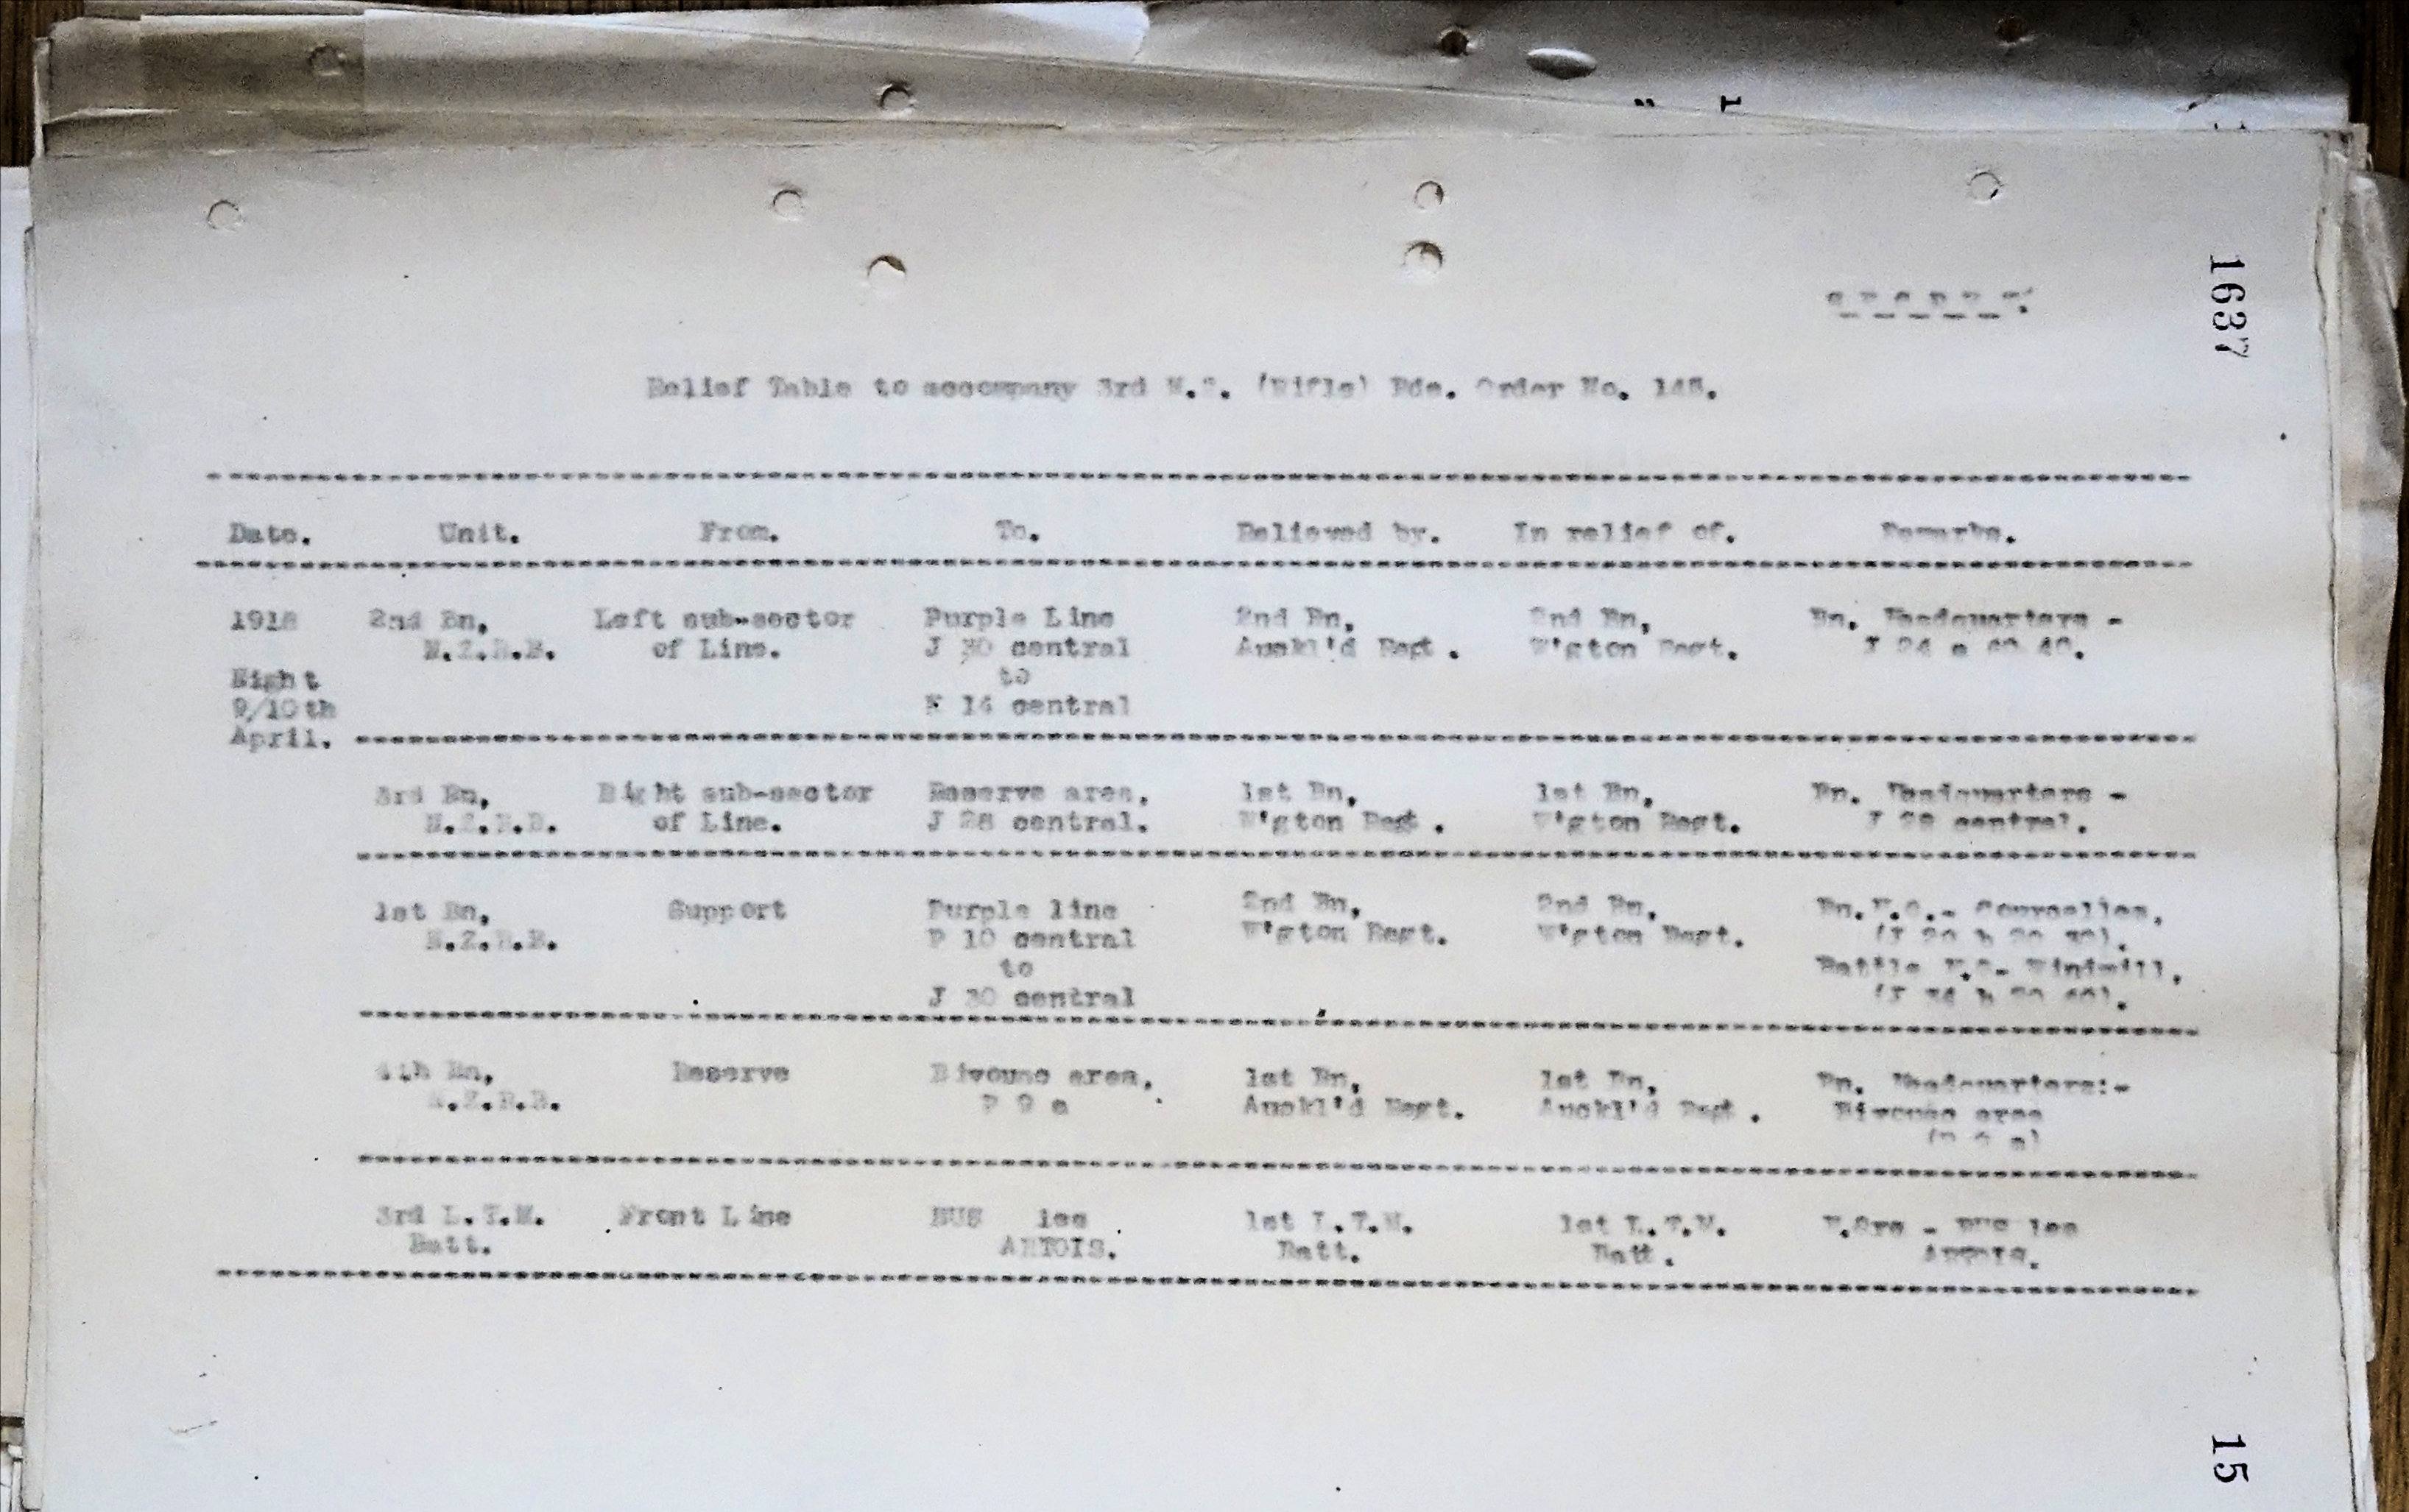 1637
S E C R E T.
Relief Table to accompany 3rd N.Z. (Rifle) Bde. Order No.
Date. Unit. From. To. Relieved by. In relief of. Remarks.
1918 2nd Bn, Left sub-sector Purple Line 2nd Bn, 2nd Bn, Bn. Headquarters -
N.Z.R.B. of Line. J 30 central Auckl'd Regt. W'gton Regt. J 24
Night to
9/10th K 14 central
April.
3rd Bn, Right sub-sector Reserve area, 1st Bn, 1st Bn, Bn. Headquarters -
N.Z.R.B. of Line. J 28 central. W'gton Regt. W'gton Regt. J 28 central.
1st Bn, Support Purple line 2nd Bn, 2nd Bn, Bn.H.Q.- Courcelles,
N.Z.R.B. P 10 central W'gton Regt. W'gton Regt.
to Battle H.Q- Windmill,
J 30 central
4th Bn, Reserve Bivouac area, 1st Bn, 1st Bn, Bn. Headquarters:-
N.Z.R.B. P 9 a Auckl'd Regt. Auckl'd Regt. Bivouac area
3rd L.T.M. Front Line BUS les 1st L.T.M. 1st L.T.M. H.Qrs - BUS les
Batt. ARTOIS. Batt. Batt. ARTOIS.
15